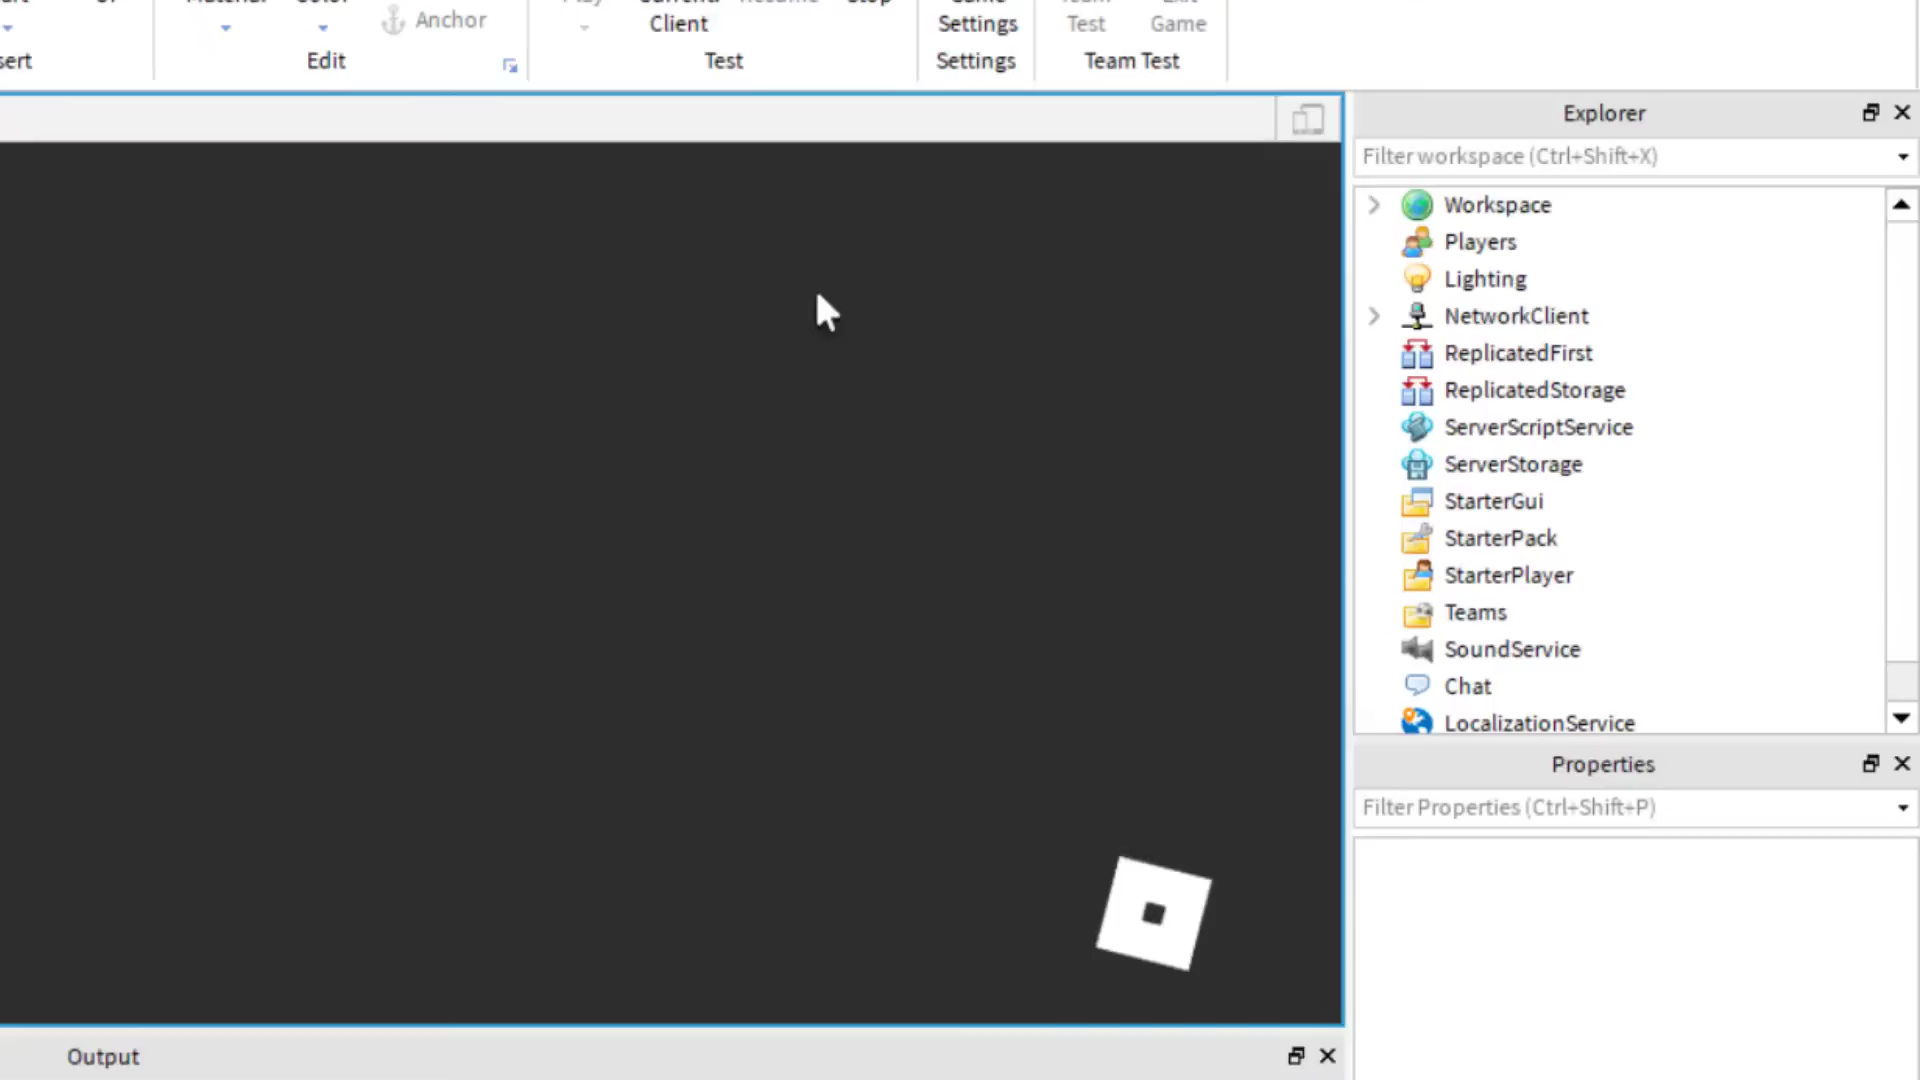 Anchor
Client
Settings
Test
Game
Edit
Test
Settings
Team Test
Explorer
Filter workspace (Ctrl+Shift+X)
Workspace
Players
Lighting
NetworkClient
ReplicatedFirst
ReplicatedStorage
ServerScriptService
ServerStorage
StarterGui
StarterPack
StarterPlayer
Teams
SoundService
Chat
LocalizationService
Properties
Filter Properties (Ctrl+Shift+P)
Output